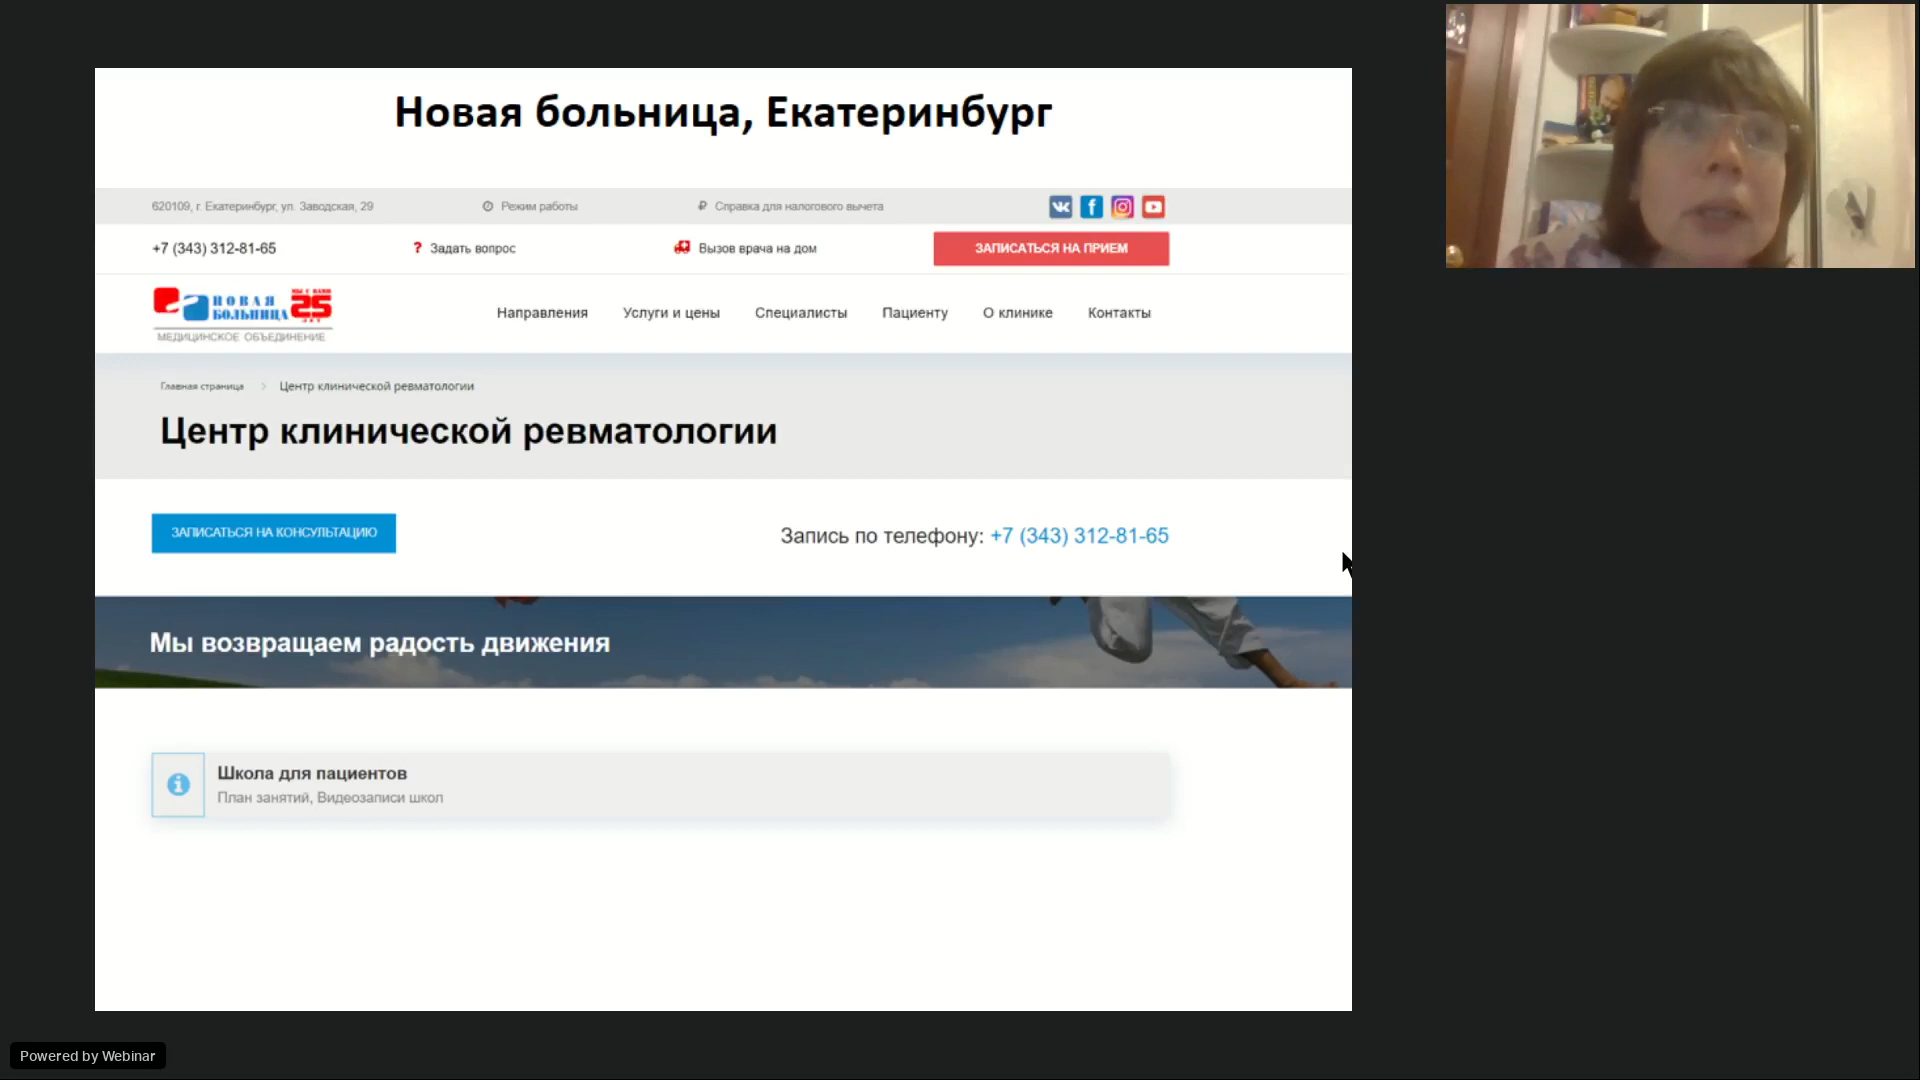 Новая больница, Екатеринбург
620109, г. Екатеринбург, ул. Заводская, 29
Режим работы
Справка для налогового вычета
+7 (343) 312-81-65
? Задать вопрос
Вызов врача на дом
ЗАПИСАТЬСЯ НА ПРИЕМ
НОВАЯ
БОЛЬНИЦА
МЫ С ВАМИ
25
ЛЕТ
МЕДИЦИНСКОЕ ОБЪЕДИНЕНИЕ
Направления
Услуги и цены
Специалисты
Пациенту
О клинике
Контакты
Главная страница > Центр клинической ревматологии
Центр клинической ревматологии
ЗАПИСАТЬСЯ НА КОНСУЛЬТАЦИЮ
Запись по телефону: +7 (343) 312-81-65
Мы возвращаем радость движения
Школа для пациентов
План занятий, Видеозаписи школ
Powered by Webinar